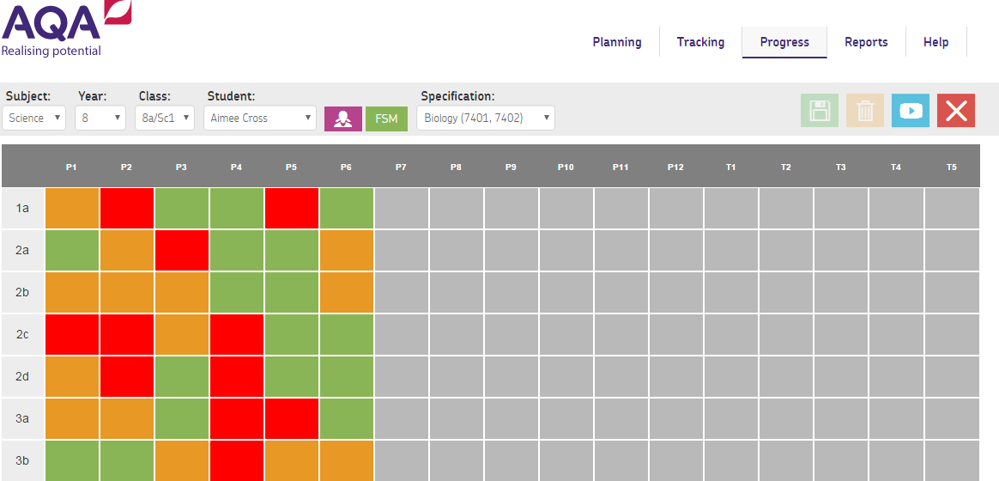 AQA
Realising potential
Planning Tracking Progress Reports Help
Subject: Year: Class: Student: Specification:
Science 8 8a/Sc1 Aimee Cross FSM Biology (7401, 7402)
P1 P2 P3 P4 P5 P6 P7 P8 P9 P10 P11 P12 T1 T2 T3 T4 T5
1a
2a
2b
2c
2d
3a
3b